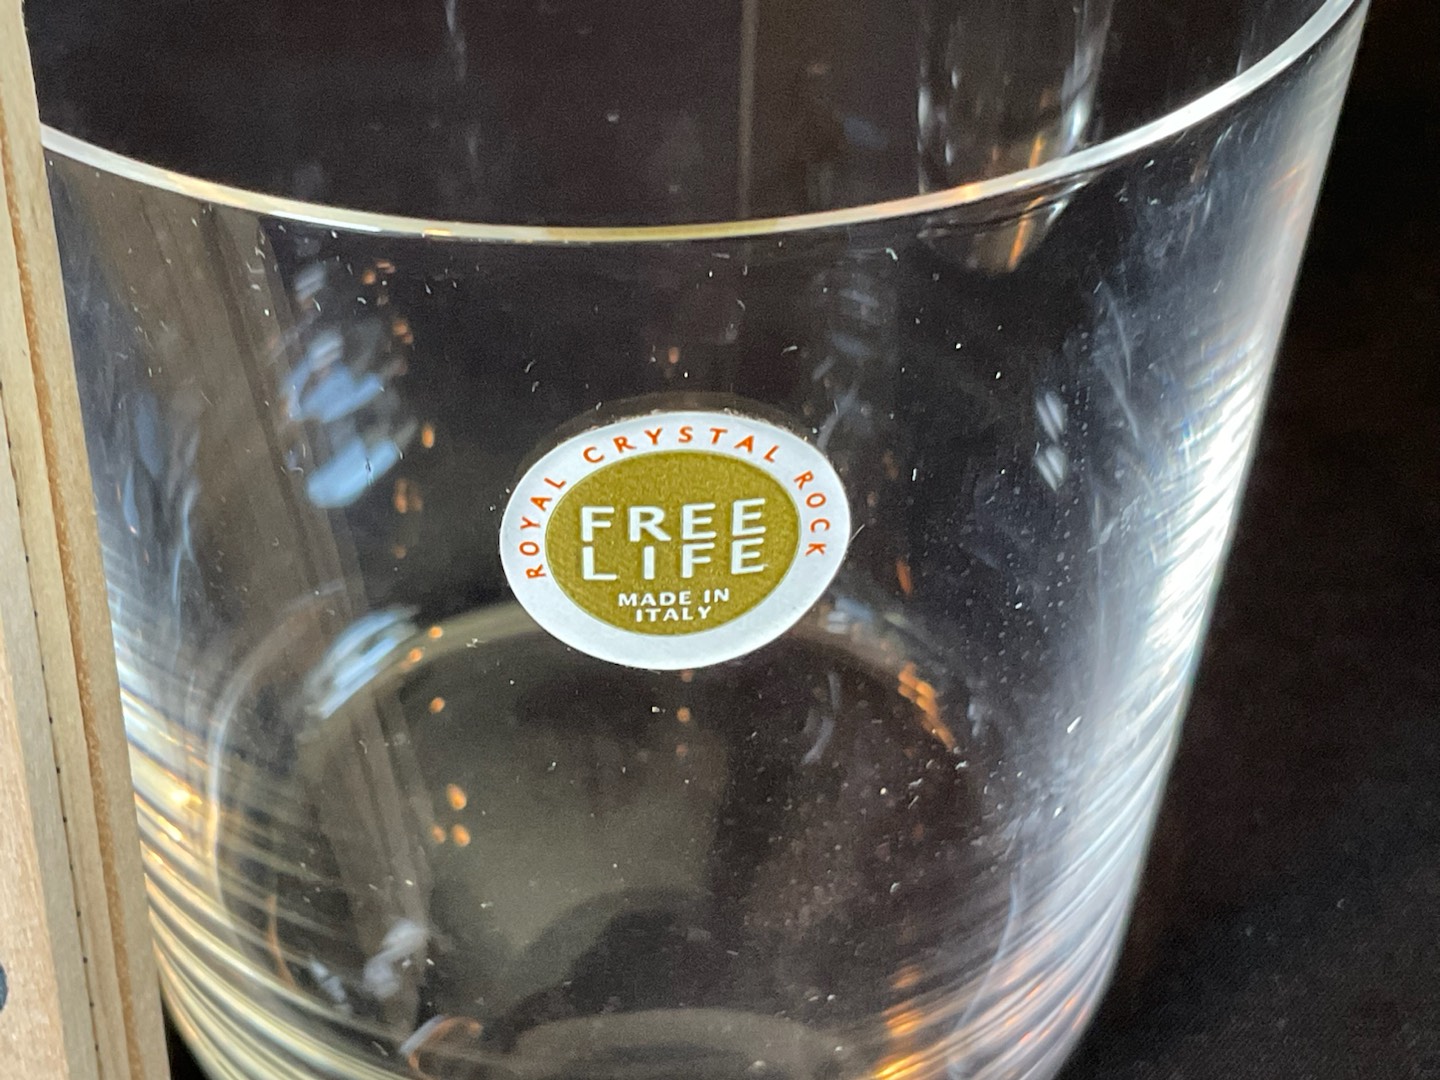 ROYAL CRYSTAL ROCK
FREE
LIFE
MADE IN
ITALY